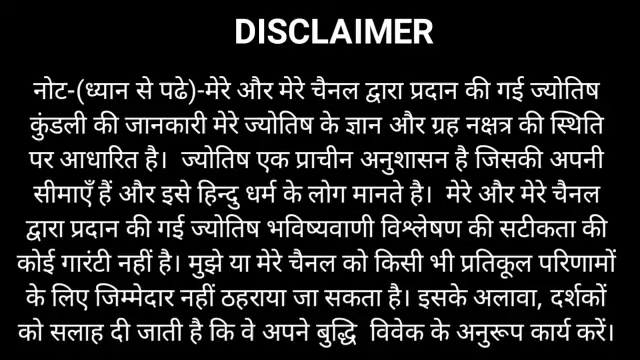 DISCLAIMER
नोट-(ध्यान से पढे)-मेरे और मेरे चैनल द्वारा प्रदान की गई ज्योतिष
कुंडली की जानकारी मेरे ज्योतिष के ज्ञान और ग्रह नक्षत्र की स्थिति
पर आधारित है।  ज्योतिष एक प्राचीन अनुशासन है जिसकी अपनी
सीमाएँ हैं और इसे हिन्दु धर्म के लोग मानते है।  मेरे और मेरे चैनल
द्वारा प्रदान की गई ज्योतिष भविष्यवाणी विश्लेषण की सटीकता की
कोई गारंटी नहीं है। मुझे या मेरे चैनल को किसी भी प्रतिकूल परिणामों
के लिए जिम्मेदार नहीं ठहराया जा सकता है। इसके अलावा, दर्शकों
को सलाह दी जाती है कि वे अपने बुद्धि  विवेक के अनुरूप कार्य करें।